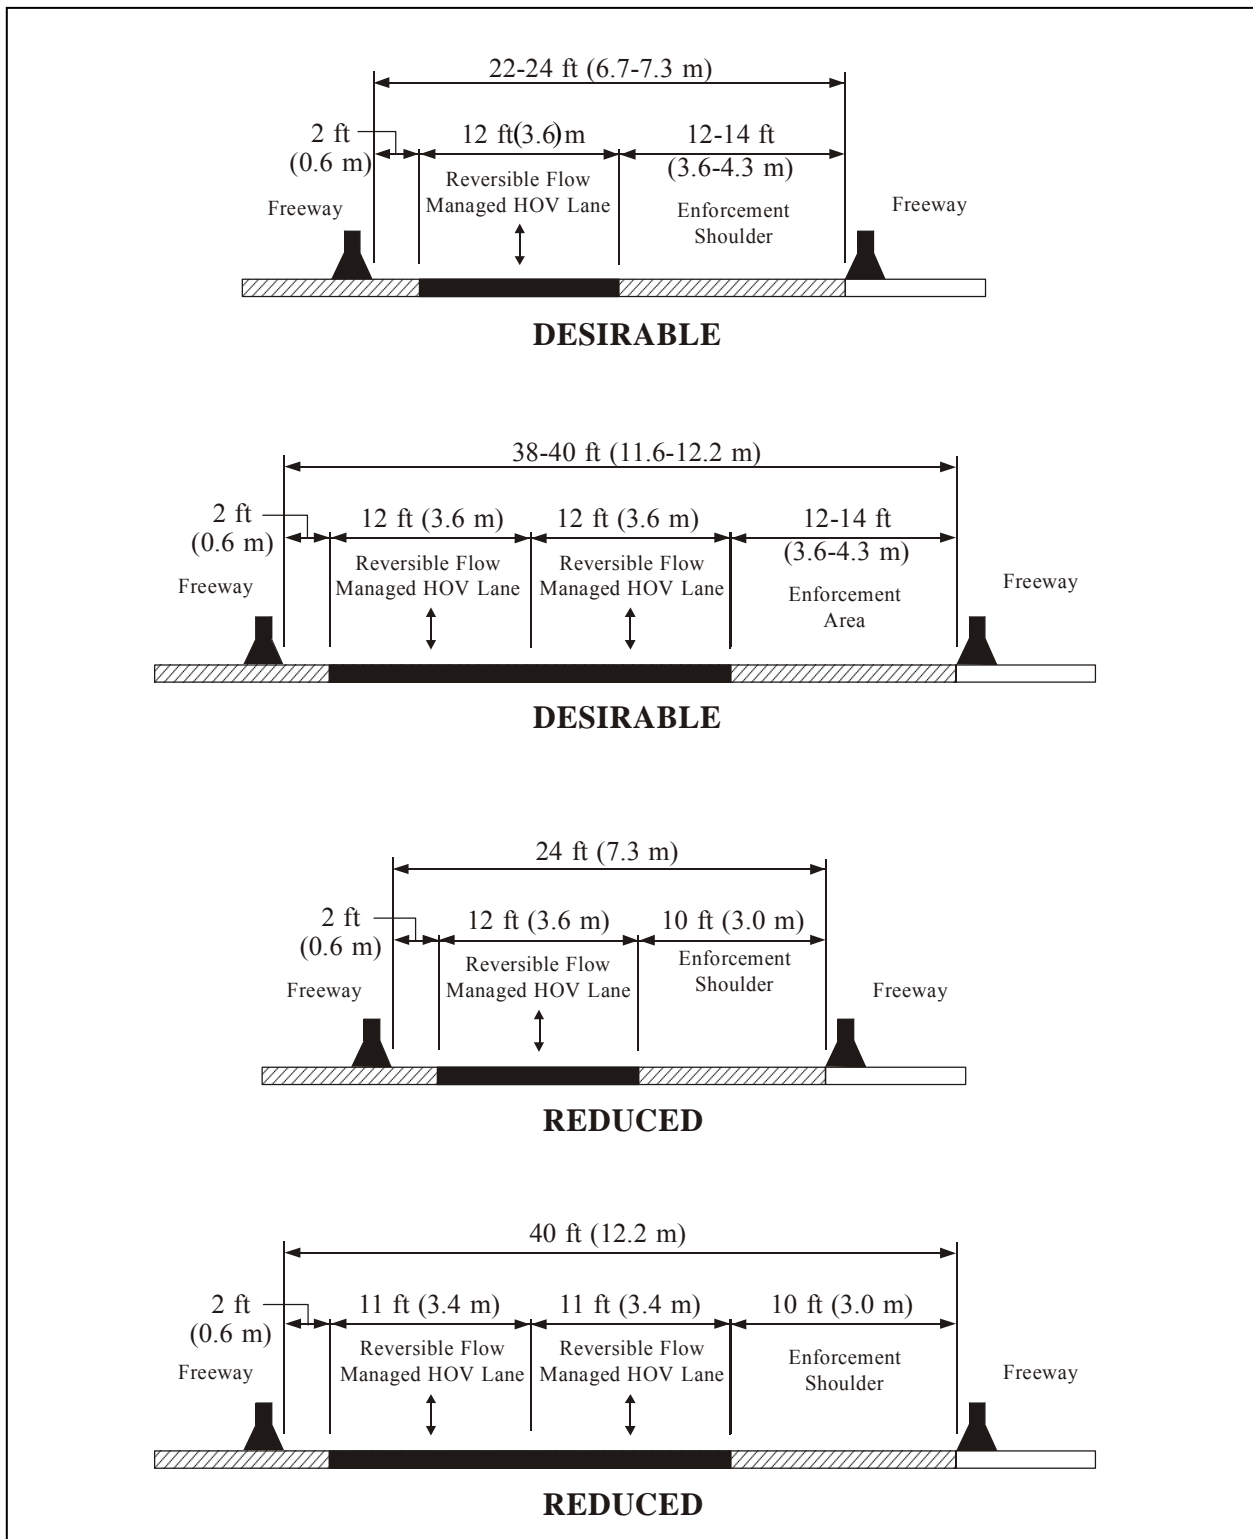 22-24 ft (6.7-7.3 m)
2 ft
(0.6 m)
12 ft(3.6)m
12-14 ft
(3.6-4.3 m)
Reversible Flow
Managed HOV Lane
Enforcement
Shoulder
Freeway
Freeway
DESIRABLE
38-40 ft (11.6-12.2 m)
2 ft
(0.6 m)
12 ft (3.6 m)
12 ft (3.6 m)
12-14 ft
(3.6-4.3 m)
Reversible Flow
Managed HOV Lane
Reversible Flow
Managed HOV Lane
Enforcement
Area
Freeway
Freeway
DESIRABLE
24 ft (7.3 m)
2 ft
(0.6 m)
12 ft (3.6 m)
10 ft (3.0 m)
Reversible Flow
Managed HOV Lane
Enforcement
Shoulder
Freeway
Freeway
REDUCED
40 ft (12.2 m)
2 ft
(0.6 m)
11 ft (3.4 m)
11 ft (3.4 m)
10 ft (3.0 m)
Reversible Flow
Managed HOV Lane
Reversible Flow
Managed HOV Lane
Enforcement
Shoulder
Freeway
Freeway
REDUCED